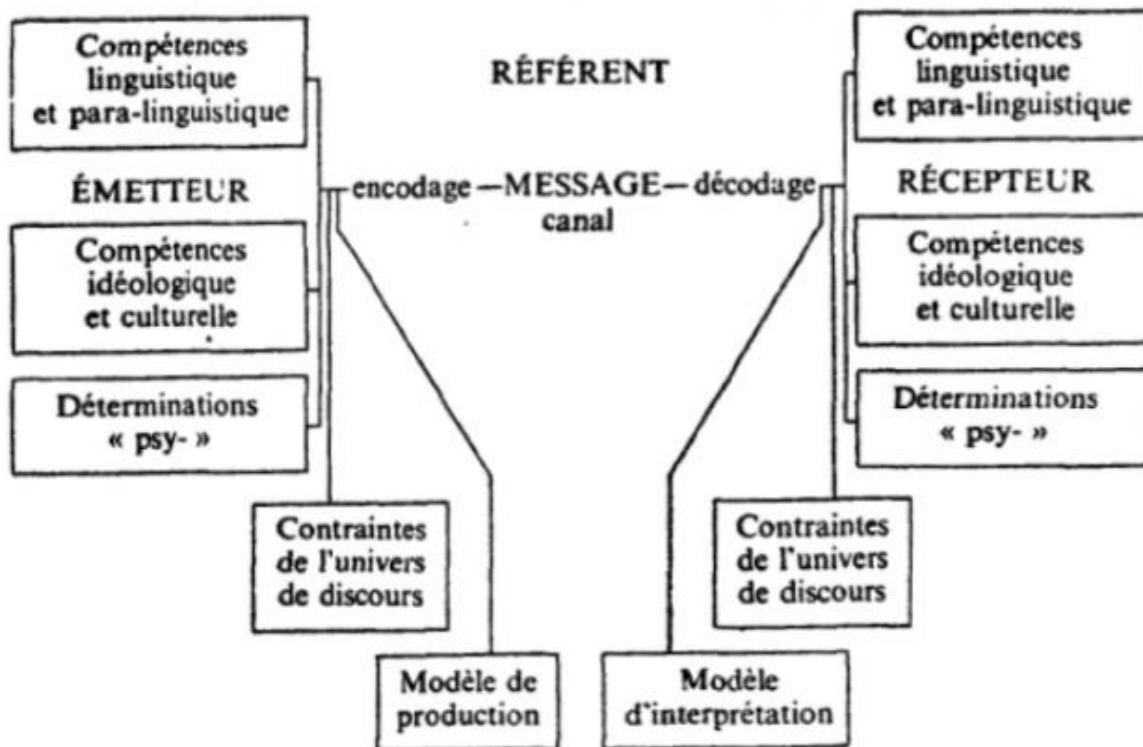 Compétences
linguistique
et para-linguistique
RÉFÉRENT
Compétences
linguistique
et para-linguistique
ÉMETTEUR
encodage — MESSAGE — décodage
canal
RÉCEPTEUR
Compétences
idéologique
et culturelle
Compétences
idéologique
et culturelle
Déterminations
« psy- »
Déterminations
« psy- »
Contraintes
de l'univers
de discours
Contraintes
de l'univers
de discours
Modèle de
production
Modèle
d'interprétation